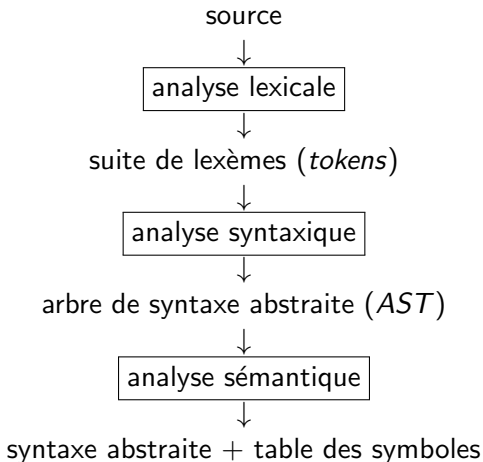 source
analyse lexicale
suite de lexèmes (tokens)
analyse syntaxique
arbre de syntaxe abstraite (AST)
analyse sémantique
syntaxe abstraite + table des symboles